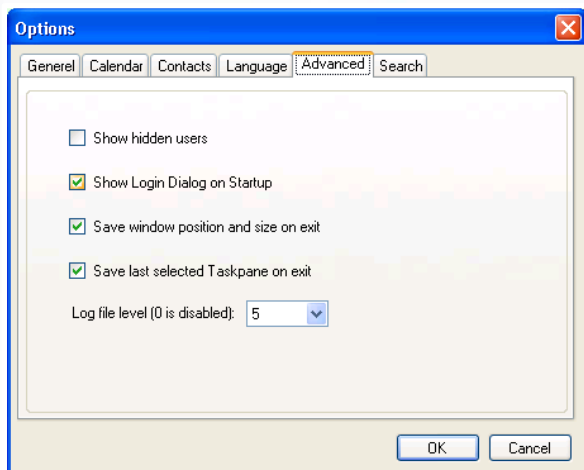 Options
Generel Calendar Contacts Language Advanced Search
Show hidden users
Show Login Dialog on Startup
Save window position and size on exit
Save last selected Taskpane on exit
Log file level (0 is disabled): 5
OK Cancel